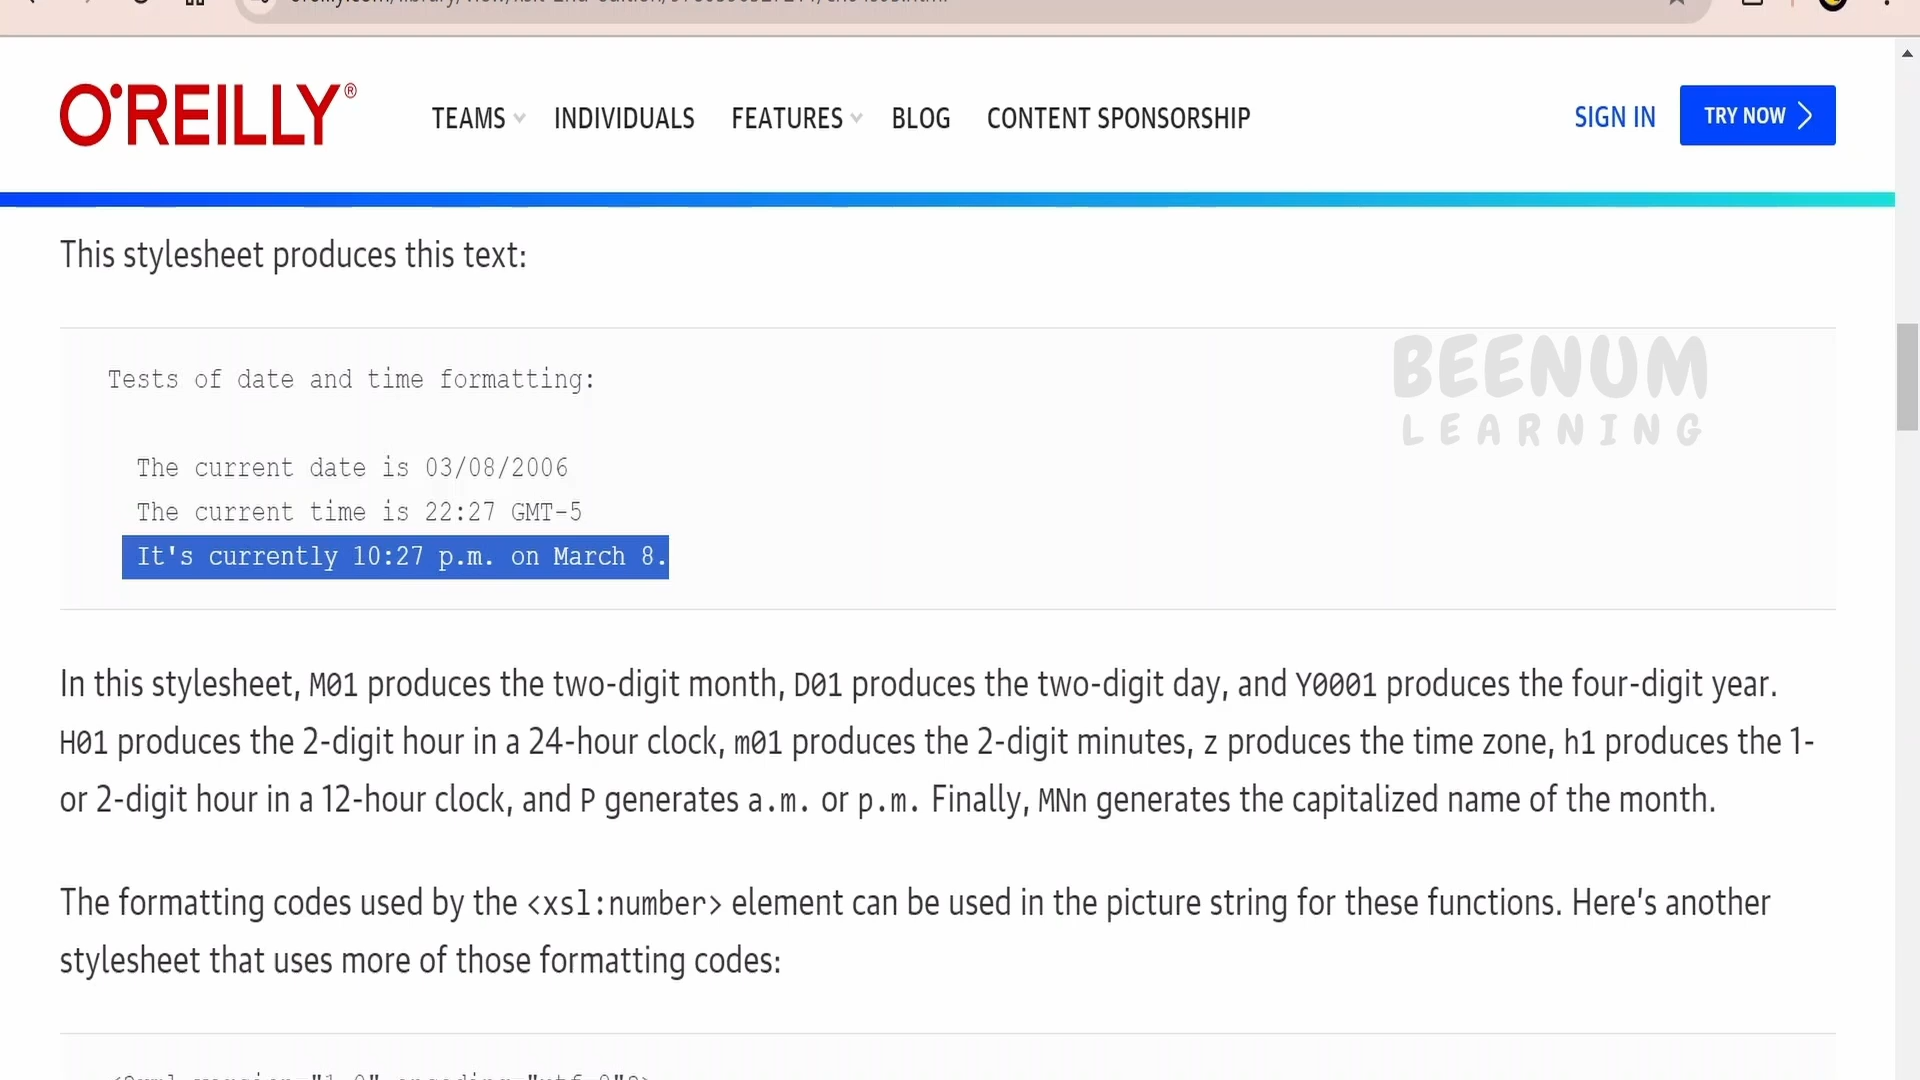 O'REILLY®
TEAMS INDIVIDUALS FEATURES BLOG CONTENT SPONSORSHIP SIGN IN TRY NOW
This stylesheet produces this text:
BEENUM
LEARNING
Tests of date and time formatting:
The current date is 03/08/2006
The current time is 22:27 GMT-5
It's currently 10:27 p.m. on March 8.
In this stylesheet, M01 produces the two-digit month, D01 produces the two-digit day, and Y0001 produces the four-digit year.
H01 produces the 2-digit hour in a 24-hour clock, m01 produces the 2-digit minutes, z produces the time zone, h1 produces the 1-
or 2-digit hour in a 12-hour clock, and P generates a.m. or p.m. Finally, MNn generates the capitalized name of the month.
The formatting codes used by the <xsl:number> element can be used in the picture string for these functions. Here’s another
stylesheet that uses more of those formatting codes: